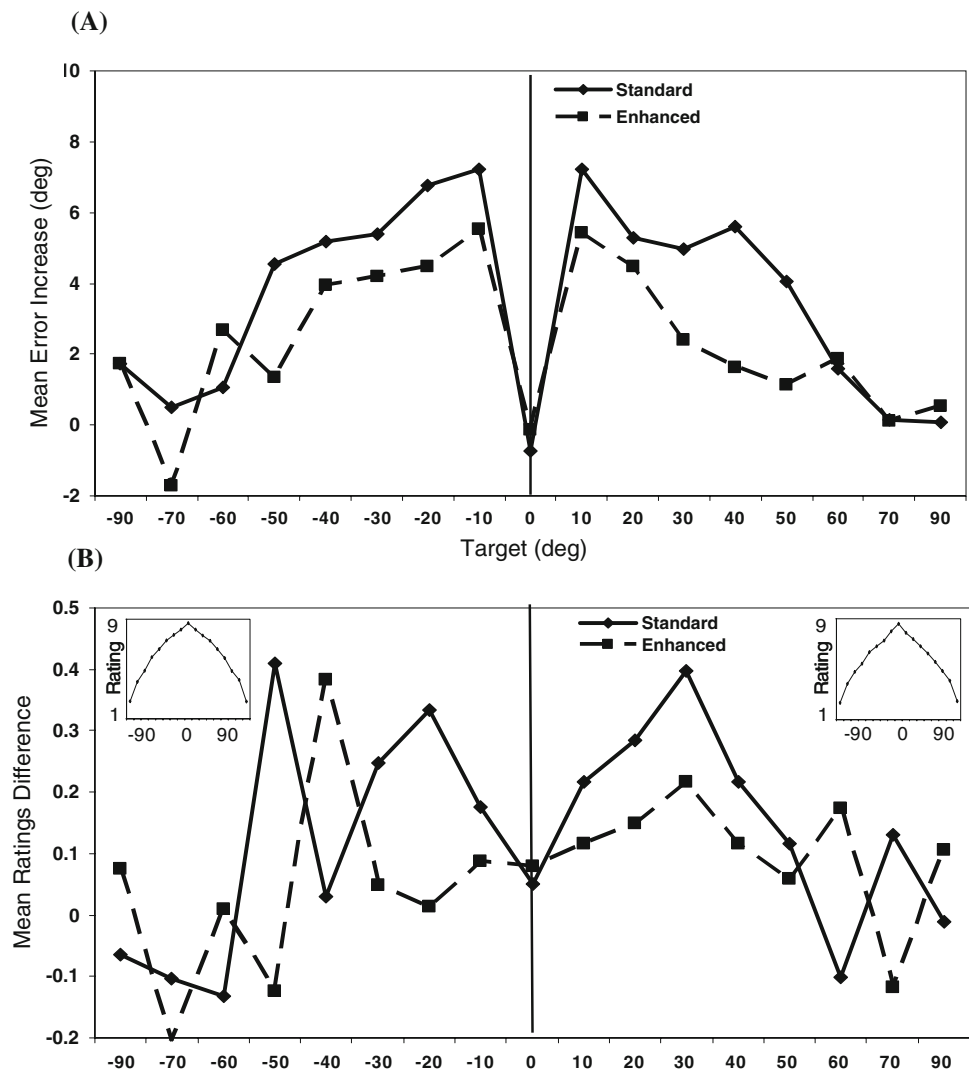 (A)
10
8
6
4
2
0
-2
Mean Error Increase (deg)
Standard
Enhanced
-90 -70 -60 -50 -40 -30 -20 -10 0 10 20 30 40 50 60 70 90
Target (deg)
(B)
0.5
0.4
0.3
0.2
0.1
0
-0.1
-0.2
Mean Ratings Difference
9
Rating
1
-90 0 90
Standard
Enhanced
9
Rating
1
-90 0 90
-90 -70 -60 -50 -40 -30 -20 -10 0 10 20 30 40 50 60 70 90